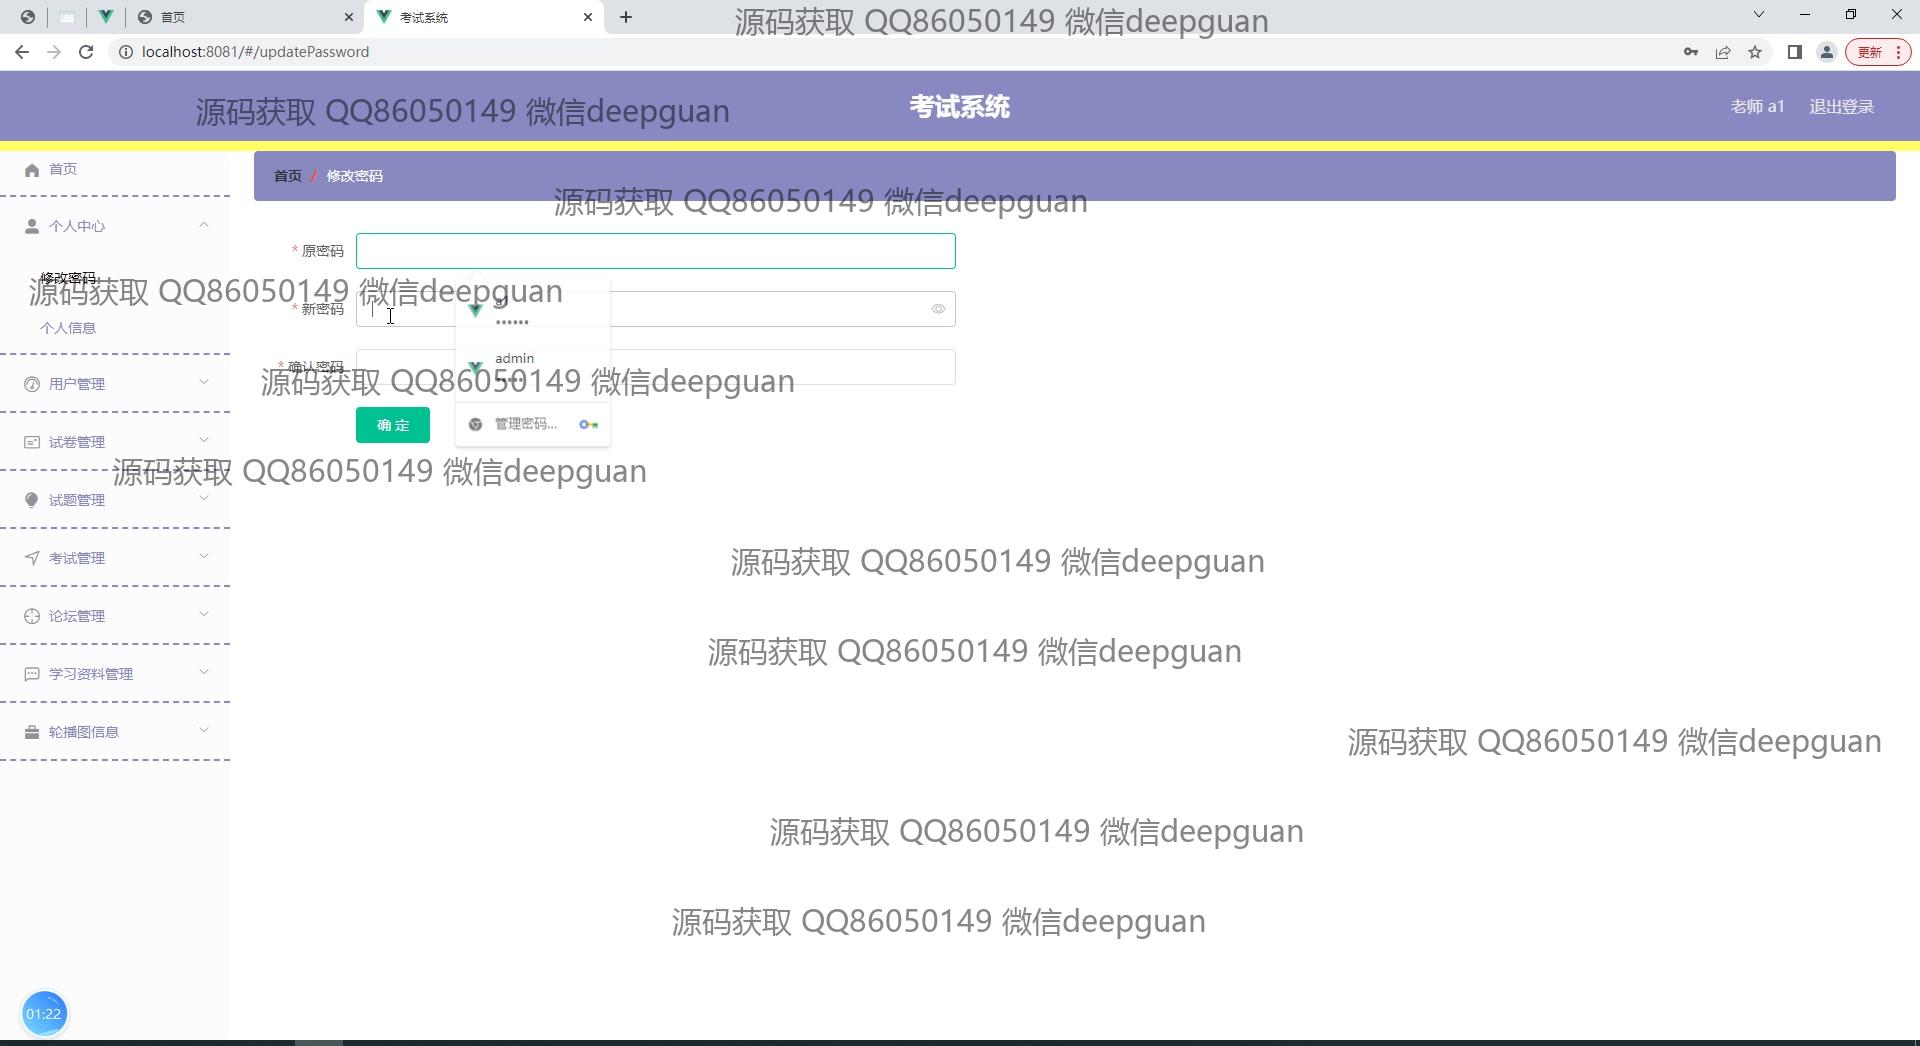 首页
考试系统
源码获取 QQ86050149 微信deepguan
localhost:8081/#/updatePassword
更新
源码获取 QQ86050149 微信deepguan
考试系统
老师 a1
退出登录
首页
首页 / 修改密码
源码获取 QQ86050149 微信deepguan
个人中心
* 原密码
修改密码
源码获取 QQ86050149 微信deepguan
* 新密码
a1
••••••
个人信息
* 确认密码
admin
源码获取 QQ86050149 微信deepguan
用户管理
确 定
管理密码...
试卷管理
源码获取 QQ86050149 微信deepguan
试题管理
考试管理
源码获取 QQ86050149 微信deepguan
论坛管理
源码获取 QQ86050149 微信deepguan
学习资料管理
轮播图信息
源码获取 QQ86050149 微信deepguan
源码获取 QQ86050149 微信deepguan
源码获取 QQ86050149 微信deepguan
01:22